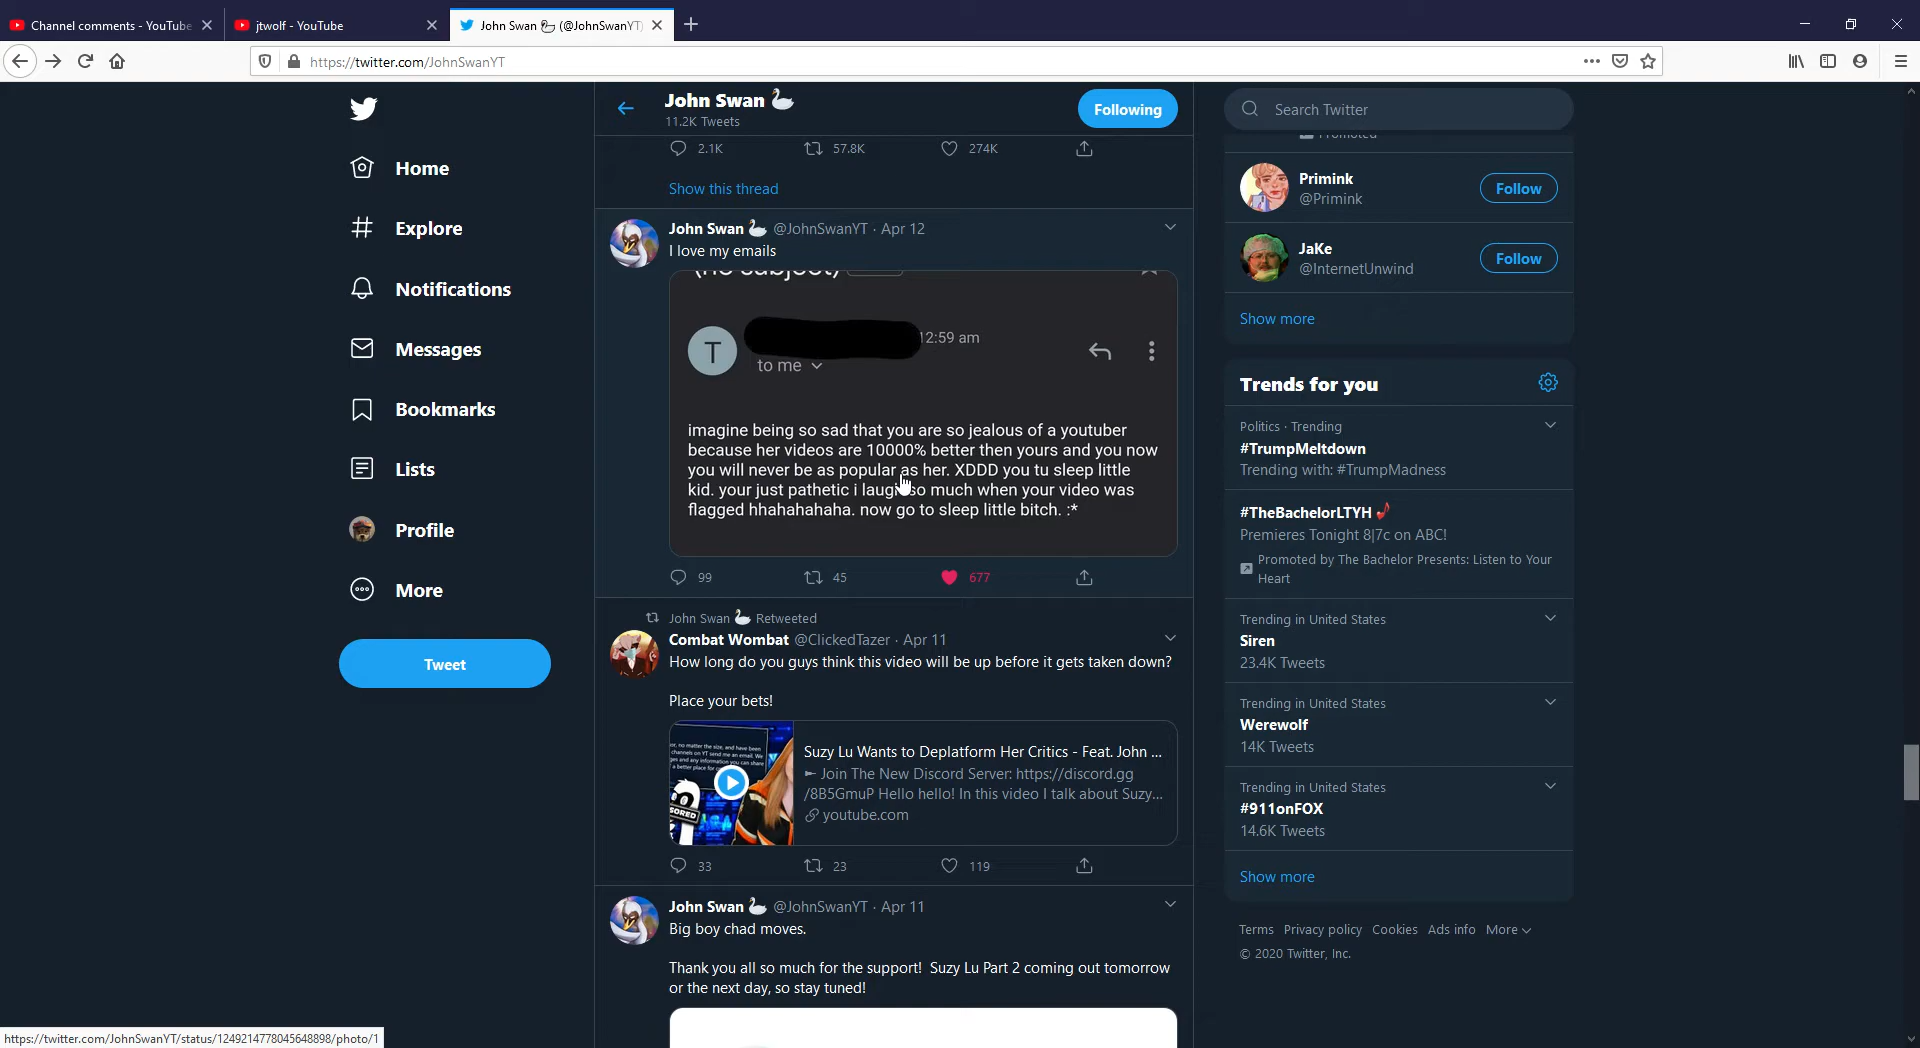 Channel comments - YouTube
jtwolf - YouTube
John Swan (@JohnSwanYT)
https://twitter.com/JohnSwanYT
Home
Explore
Notifications
Messages
Bookmarks
Lists
Profile
More
Tweet
John Swan
11.2K Tweets
Following
2.1K 57.8K 274K
Show this thread
John Swan @JohnSwanYT · Apr 12
I love my emails
(no subject)
T
12:59 am
to me
imagine being so sad that you are so jealous of a youtuber
because her videos are 10000% better then yours and you now
you will never be as popular as her. XDDD you tu sleep little
kid. your just pathetic i laugh so much when your video was
flagged hhahahahaha. now go to sleep little bitch. :*
99 45 677
John Swan Retweeted
Combat Wombat @ClickedTazer · Apr 11
How long do you guys think this video will be up before it gets taken down?
Place your bets!
Suzy Lu Wants to Deplatform Her Critics - Feat. John ...
► Join The New Discord Server: https://discord.gg
/8B5GmuP Hello hello! In this video I talk about Suzy...
youtube.com
33 23 119
John Swan @JohnSwanYT · Apr 11
Big boy chad moves.
Thank you all so much for the support! Suzy Lu Part 2 coming out tomorrow
or the next day, so stay tuned!
Search Twitter
Promoted
Primink
@Primink
Follow
JaKe
@InternetUnwind
Follow
Show more
Trends for you
Politics · Trending
#TrumpMeltdown
Trending with: #TrumpMadness
#TheBachelorLTYH
Premieres Tonight 8|7c on ABC!
Promoted by The Bachelor Presents: Listen to Your
Heart
Trending in United States
Siren
23.4K Tweets
Trending in United States
Werewolf
14K Tweets
Trending in United States
#911onFOX
14.6K Tweets
Show more
Terms Privacy policy Cookies Ads info More
© 2020 Twitter, Inc.
https://twitter.com/JohnSwanYT/status/1249214778045648898/photo/1